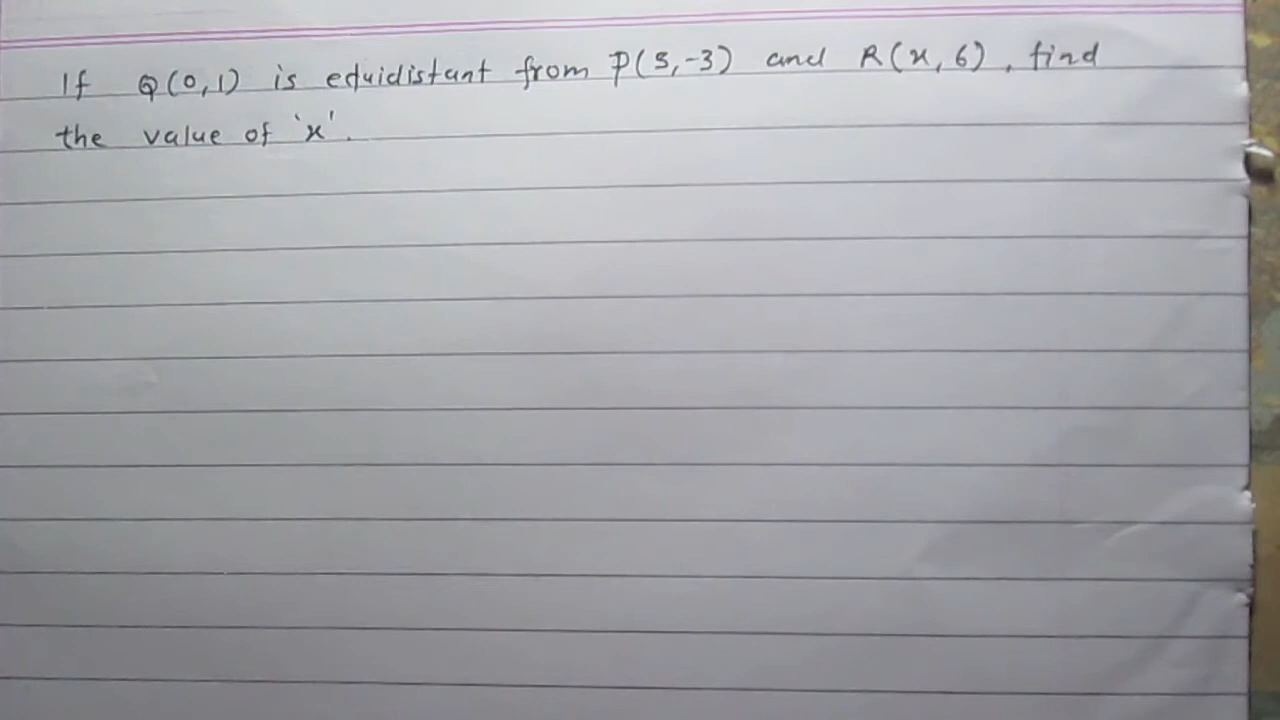 If Q(0,1) is equidistant from P(5,-3) and R(x,6), find
the value of 'x'.